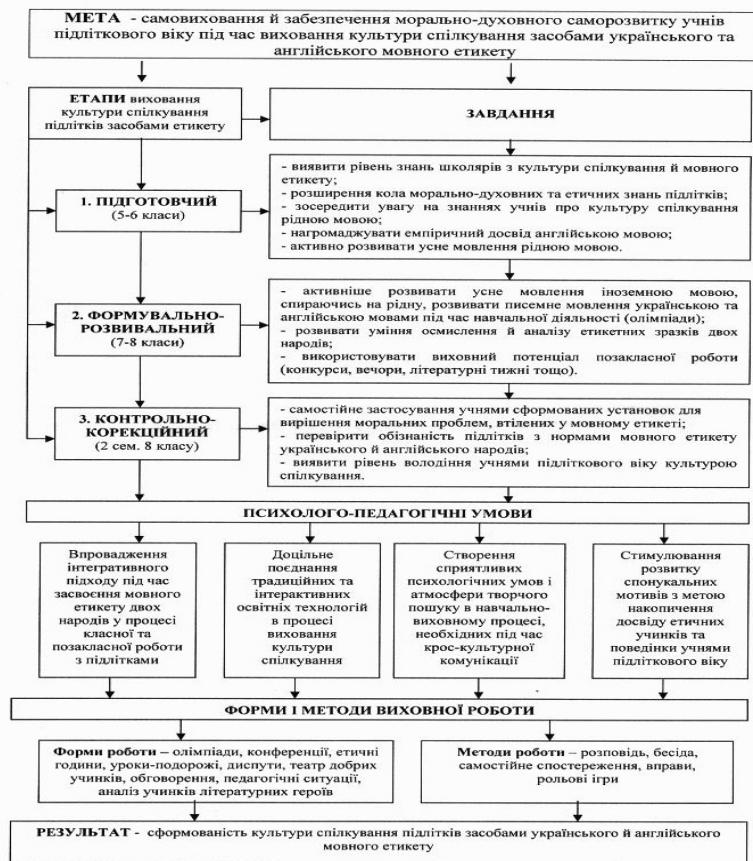 МЕТА - самовиховання й забезпечення морально-духовного саморозвитку учнів
підліткового віку під час виховання культури спілкування засобами українського та
англійського мовного етикету
ЕТАПИ виховання
культури спілкування
підлітків засобами етикету
ЗАВДАННЯ
1. ПІДГОТОВЧИЙ
(5-6 класи)
- виявити рівень знань школярів з культури спілкування й мовного
етикету;
- розширення кола морально-духовних та етичних знань підлітків;
- зосередити увагу на знаннях учнів про культуру спілкування
рідною мовою;
- нагромаджувати емпіричний досвід англійською мовою;
- активно розвивати усне мовлення рідною мовою.
2. ФОРМУВАЛЬНО-
РОЗВИВАЛЬНИЙ
(7-8 класи)
- активніше розвивати усне мовлення іноземною мовою,
спираючись на рідну, розвивати писемне мовлення українською та
англійською мовами під час навчальної діяльності (олімпіади);
- розвивати уміння осмислення й аналізу етикетних зразків двох
народів;
- використовувати виховний потенціал позакласної роботи
(конкурси, вечори, літературні тижні тощо).
3. КОНТРОЛЬНО-
КОРЕКЦІЙНИЙ
(2 сем. 8 класу)
- самостійне застосування учнями сформованих установок для
вирішення моральних проблем, втілених у мовному етикеті;
- перевірити обізнаність підлітків з нормами мовного етикету
українського й англійського народів;
- виявити рівень володіння учнями підліткового віку культурою
спілкування.
ПСИХОЛОГО-ПЕДАГОГІЧНІ УМОВИ
Впровадження
інтегративного
підходу під час
засвоєння мовного
етикету двох
народів у процесі
класної та
позакласної роботи
з підлітками
Доцільне
поєднання
традиційних та
інтерактивних
освітніх технологій
в процесі
виховання
культури
спілкування
Створення
сприятливих
психологічних умов і
атмосфери творчого
пошуку в навчально-
виховному процесі,
необхідних під час
крос-культурної
комунікації
Стимулювання
розвитку
спонукальних
мотивів з метою
накопичення
досвіду етичних
учинків та
поведінки учнями
підліткового віку
ФОРМИ І МЕТОДИ ВИХОВНОЇ РОБОТИ
Форми роботи – олімпіади, конференції, етичні
години, уроки-подорожі, диспути, театр добрих
учинків, обговорення, педагогічні ситуації,
аналіз учинків літературних героїв
Методи роботи – розповідь, бесіда,
самостійне спостереження, вправи,
рольові ігри
РЕЗУЛЬТАТ - сформованість культури спілкування підлітків засобами українського й англійського
мовного етикету